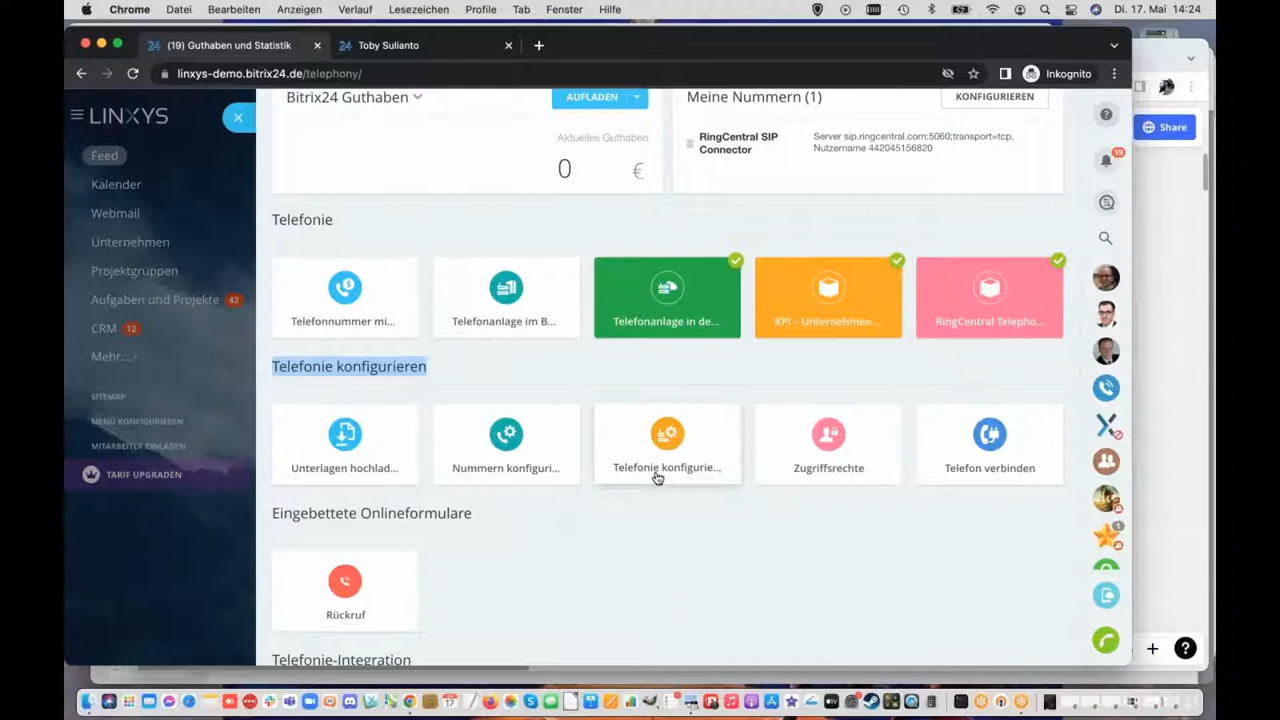 Chrome Datei Bearbeiten Anzeigen Verlauf Lesezeichen Profile Tab Fenster Hilfe Di. 17. Mai 14:24
24 (19) Guthaben und Statistik
24 Toby Sulianto
linxys-demo.bitrix24.de/telephony/
Inkognito
Share
LINXYS
Feed
Kalender
Webmail
Unternehmen
Projektgruppen
Aufgaben und Projekte 42
CRM 12
Mehr...
SITEMAP
MENÜ KONFIGURIEREN
MITARBEITER EINLADEN
TARIF UPGRADEN
Bitrix24 Guthaben
AUFLADEN
Aktuelles Guthaben
0 €
Meine Nummern (1)
KONFIGURIEREN
RingCentral SIP
Connector
Server sip.ringcentral.com:5060;transport=tcp,
Nutzername 442045156820
Telefonie
Telefonnummer mi...
Telefonanlage im B...
Telefonanlage in de...
KPI – Unternehmen...
RingCentral Telepho...
Telefonie konfigurieren
Unterlagen hochlad...
Nummern konfiguri...
Telefonie konfigurie...
Zugriffsrechte
Telefon verbinden
Eingebettete Onlineformulare
Rückruf
Telefonie-Integration
19
1
17